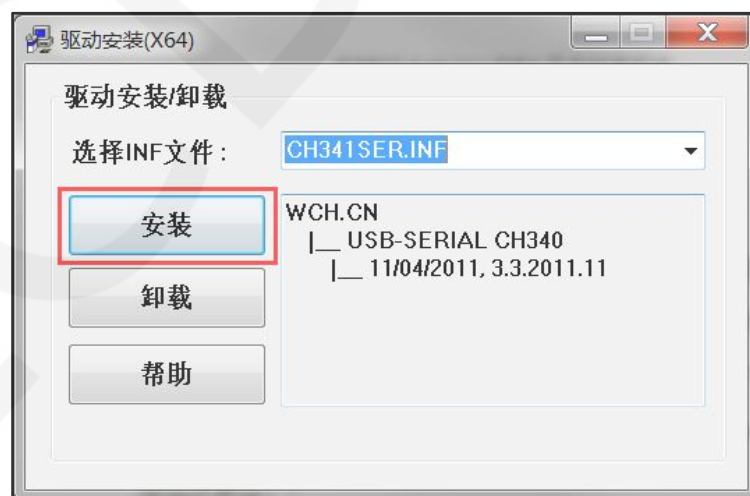 驱动安装(X64)
驱动安装/卸载
选择INF文件:
CH341SER.INF
安装
卸载
帮助
WCH.CN
|__ USB-SERIAL CH340
|__ 11/04/2011, 3.3.2011.11